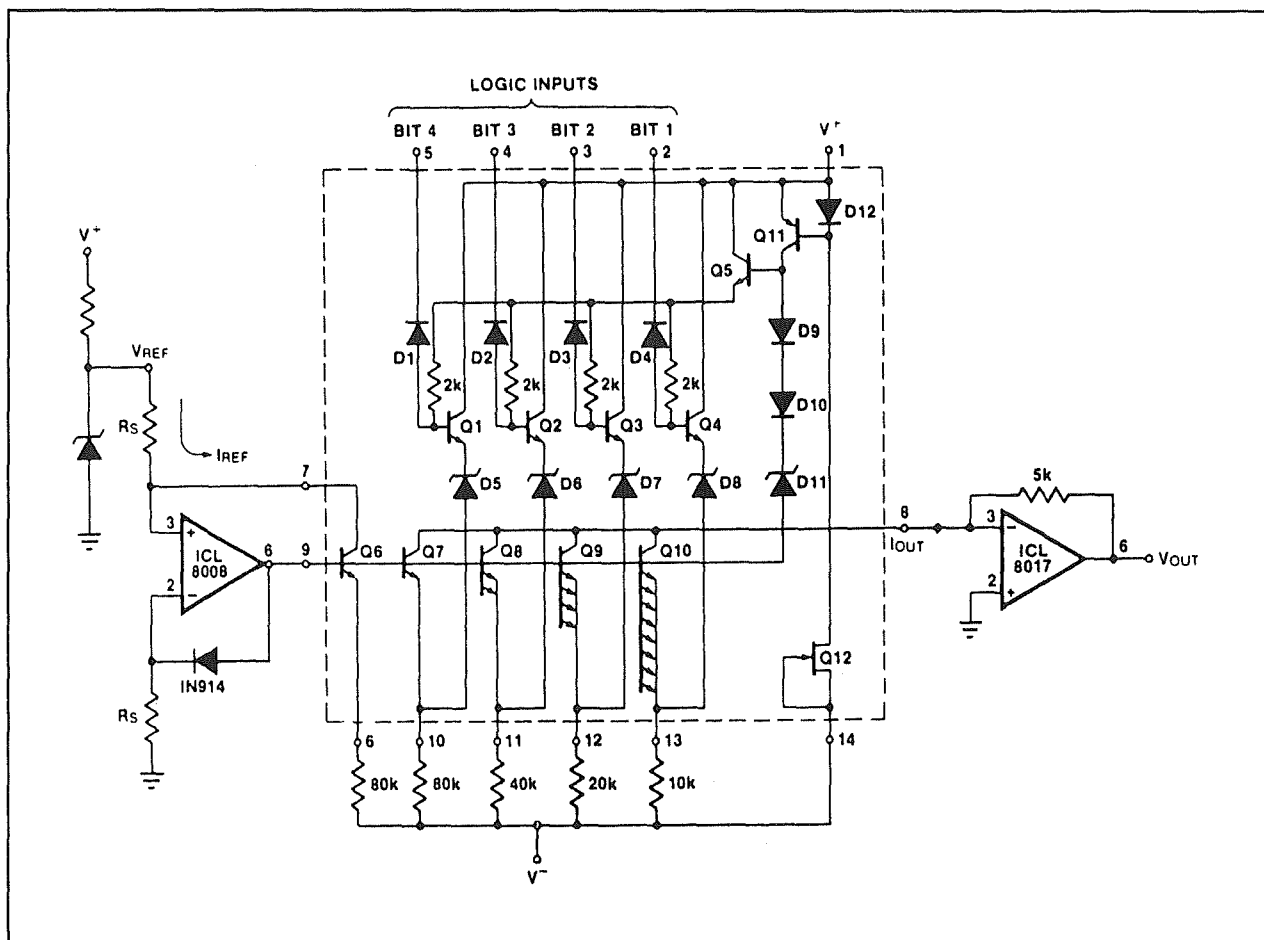 LOGIC INPUTS
BIT 4 BIT 3 BIT 2 BIT 1 V+
5 4 3 2 1
D12
Q11
V+
Q5
D1 D2 D3 D4 D9
VREF
2k 2k 2k 2k
RS
D10
Q1 Q2 Q3 Q4
IREF
D5 D6 D7 D8 D11
5k
7
8
3 + Q6 Q7 Q8 Q9 Q10 IOUT 3 −
ICL 8008 6 9 ICL 8017 6 VOUT
2 − 2 +
IN914
Q12
RS
6 10 11 12 13 14
80k 80k 40k 20k 10k
V−